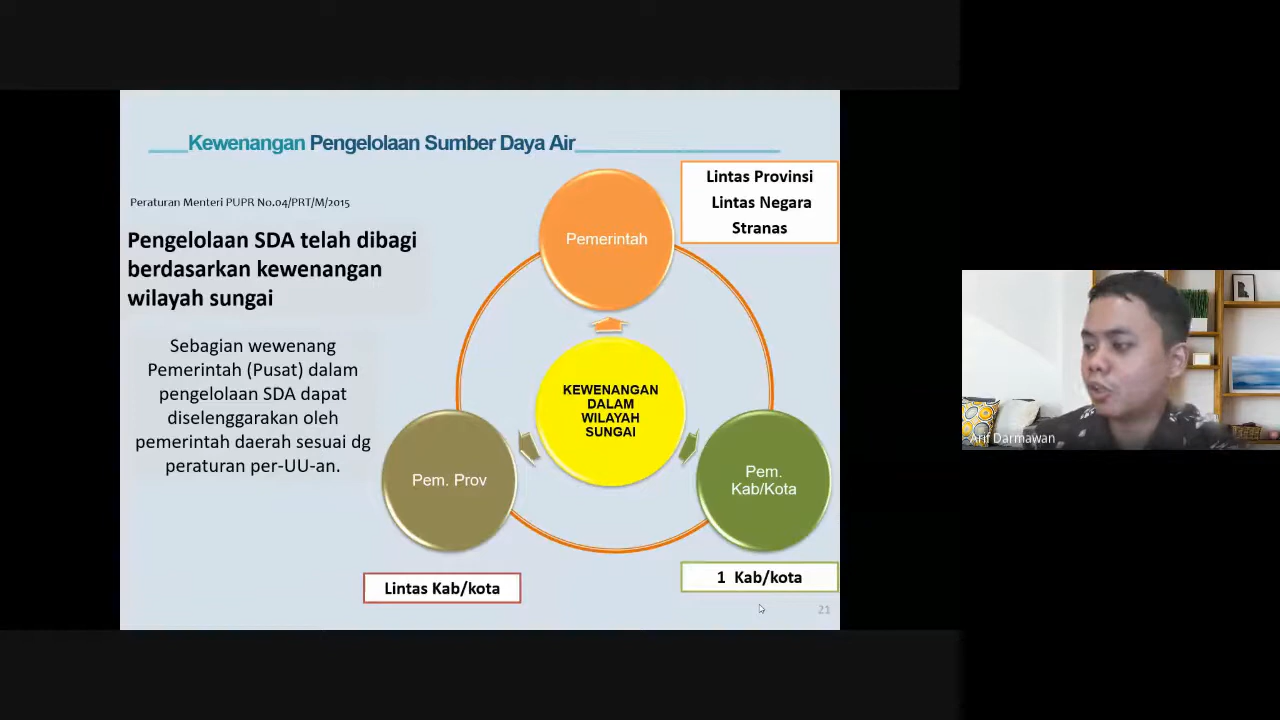 Kewenangan Pengelolaan Sumber Daya Air
Peraturan Menteri PUPR No.04/PRT/M/2015
Pengelolaan SDA telah dibagi
berdasarkan kewenangan
wilayah sungai
Sebagian wewenang
Pemerintah (Pusat) dalam
pengelolaan SDA dapat
diselenggarakan oleh
pemerintah daerah sesuai dg
peraturan per-UU-an.
Lintas Provinsi
Lintas Negara
Stranas
Pemerintah
KEWENANGAN
DALAM
WILAYAH
SUNGAI
Pem. Prov
Pem.
Kab/Kota
Lintas Kab/kota
1 Kab/kota
21
Arif Darmawan